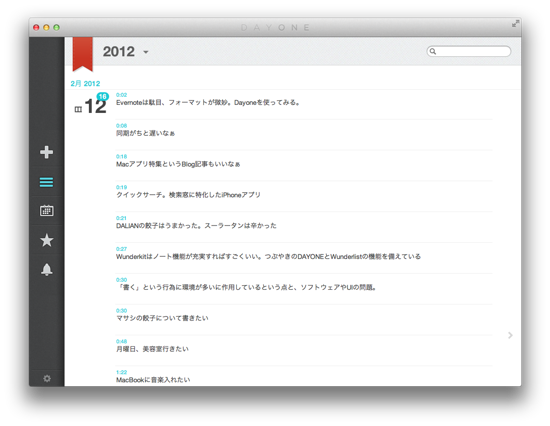 DAY ONE
2012
2月 2012
日 12
18
0:02
Evernoteは駄目、フォーマットが微妙。Dayoneを使ってみる。
0:06
同期がちと遅いなぁ
0:18
Macアプリ特集というBlog記事もいいなぁ
0:19
クイックサーチ。検索窓に特化したiPhoneアプリ
0:21
DALIANの餃子はうまかった。スーラータンは辛かった
0:27
Wunderkitはノート機能が充実すればすごくいい。つぶやきのDAYONEとWunderlistの機能を備えている
0:30
「書く」という行為に環境が多いに作用しているという点と、ソフトウェアやUIの問題。
0:30
マサシの餃子について書きたい
0:46
月曜日、美容室行きたい
1:22
MacBookに音楽入れたい